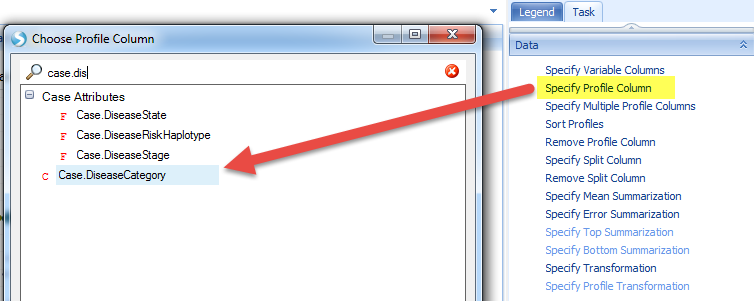 Choose Profile Column
case.dis
Case Attributes
F Case.DiseaseState
F Case.DiseaseRiskHaplotype
F Case.DiseaseStage
C Case.DiseaseCategory
Legend Task
Data
Specify Variable Columns
Specify Profile Column
Specify Multiple Profile Columns
Sort Profiles
Remove Profile Column
Specify Split Column
Remove Split Column
Specify Mean Summarization
Specify Error Summarization
Specify Top Summarization
Specify Bottom Summarization
Specify Transformation
Specify Profile Transformation